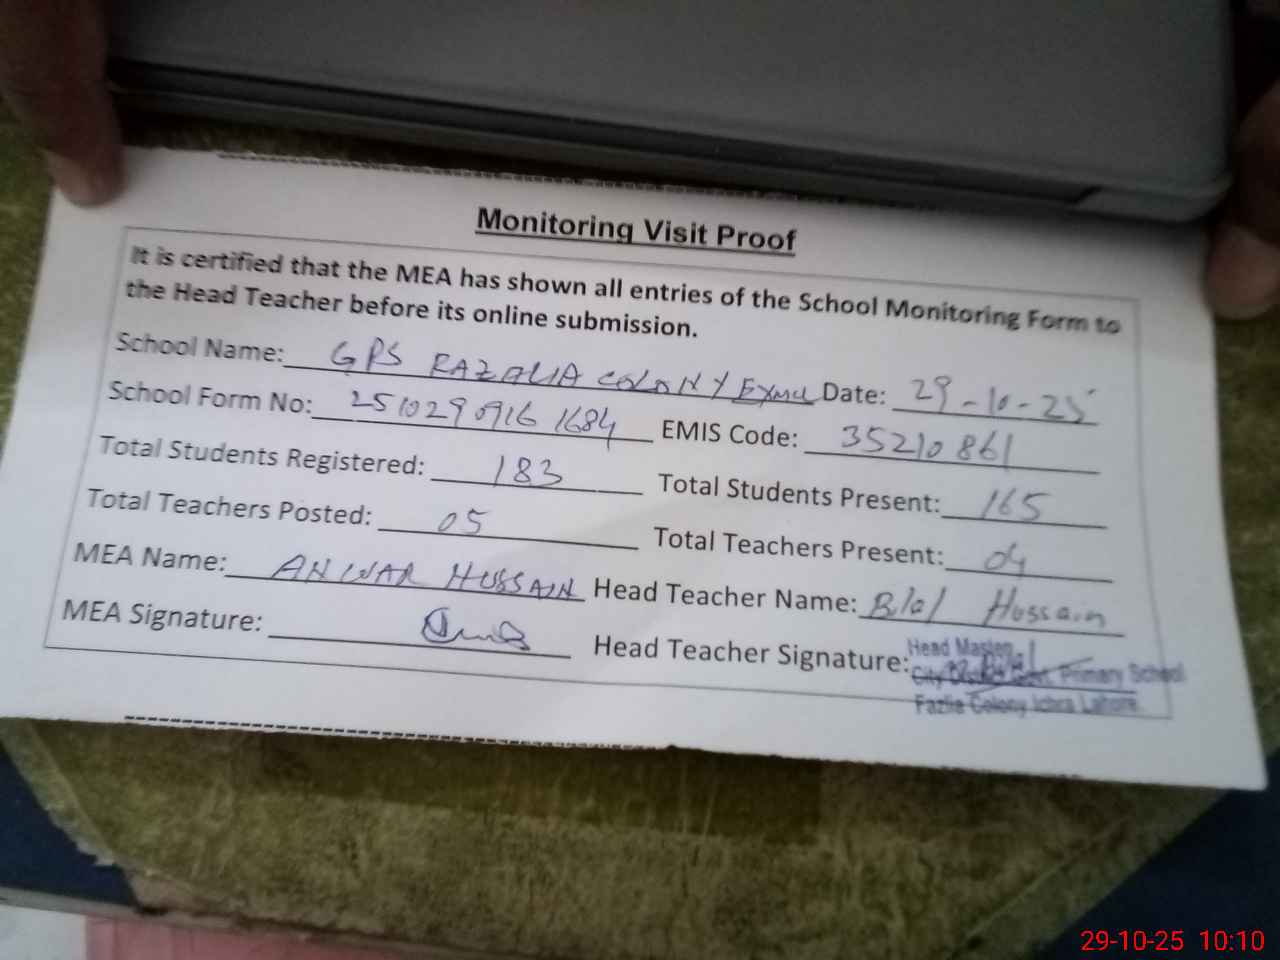 Monitoring Visit Proof
It is certified that the MEA has shown all entries of the School Monitoring Form to
the Head Teacher before its online submission.
School Name: GPS RAZALIA COLONY Date: 29-10-25
School Form No: 251029 0916 1684 EMIS Code: 35210861
Total Students Registered: 183 Total Students Present: 165
Total Teachers Posted: 05 Total Teachers Present: 04
MEA Name: ANWAR HUSSAIN Head Teacher Name: Bilal Hussain
MEA Signature: Head Teacher Signature:
Head Master
City Primary School
Fazlia Colony Ichra Lahore
29-10-25 10:10